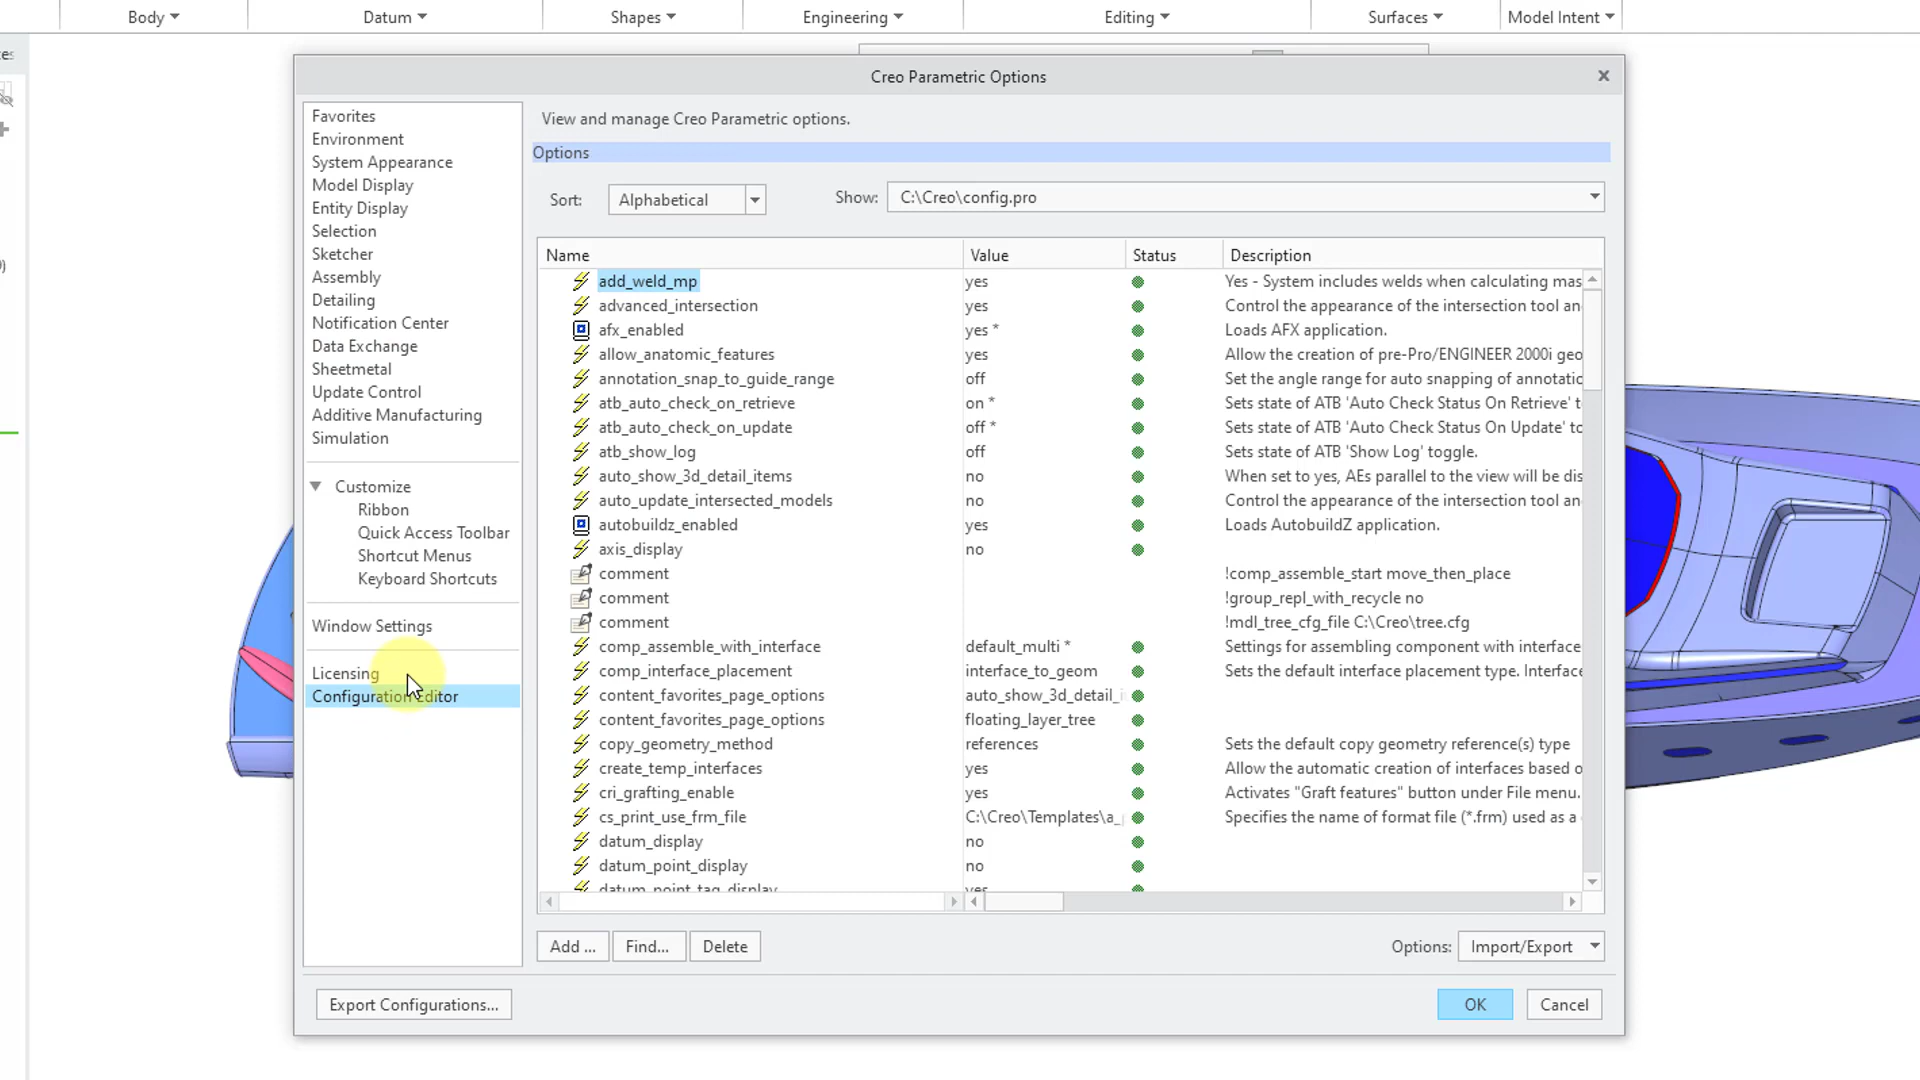 Body Datum Shapes Engineering Editing Surfaces Model Intent
Creo Parametric Options
Favorites
Environment
System Appearance
Model Display
Entity Display
Selection
Sketcher
Assembly
Detailing
Notification Center
Data Exchange
Sheetmetal
Update Control
Additive Manufacturing
Simulation
Customize
Ribbon
Quick Access Toolbar
Shortcut Menus
Keyboard Shortcuts
Window Settings
Licensing
Configuration Editor
View and manage Creo Parametric options.
Options
Sort: Alphabetical Show: C:\Creo\config.pro
Name Value Status Description
add_weld_mp yes Yes - System includes welds when calculating mas
advanced_intersection yes Control the appearance of the intersection tool an
afx_enabled yes * Loads AFX application.
allow_anatomic_features yes Allow the creation of pre-Pro/ENGINEER 2000i geo
annotation_snap_to_guide_range off Set the angle range for auto snapping of annotatic
atb_auto_check_on_retrieve on * Sets state of ATB 'Auto Check Status On Retrieve' t
atb_auto_check_on_update off * Sets state of ATB 'Auto Check Status On Update' to
atb_show_log off Sets state of ATB 'Show Log' toggle.
auto_show_3d_detail_items no When set to yes, AEs parallel to the view will be dis
auto_update_intersected_models no Control the appearance of the intersection tool an
autobuildz_enabled yes Loads AutobuildZ application.
axis_display no
comment !comp_assemble_start move_then_place
comment !group_repl_with_recycle no
comment !mdl_tree_cfg_file C:\Creo\tree.cfg
comp_assemble_with_interface default_multi * Settings for assembling component with interface
comp_interface_placement interface_to_geom Sets the default interface placement type. Interface
content_favorites_page_options auto_show_3d_detail_i
content_favorites_page_options floating_layer_tree
copy_geometry_method references Sets the default copy geometry reference(s) type
create_temp_interfaces yes Allow the automatic creation of interfaces based o
cri_grafting_enable yes Activates "Graft features" button under File menu.
cs_print_use_frm_file C:\Creo\Templates\a_ Specifies the name of format file (*.frm) used as a
datum_display no
datum_point_display no
datum_point_tag_display yes
Add ... Find... Delete Options: Import/Export
Export Configurations... OK Cancel